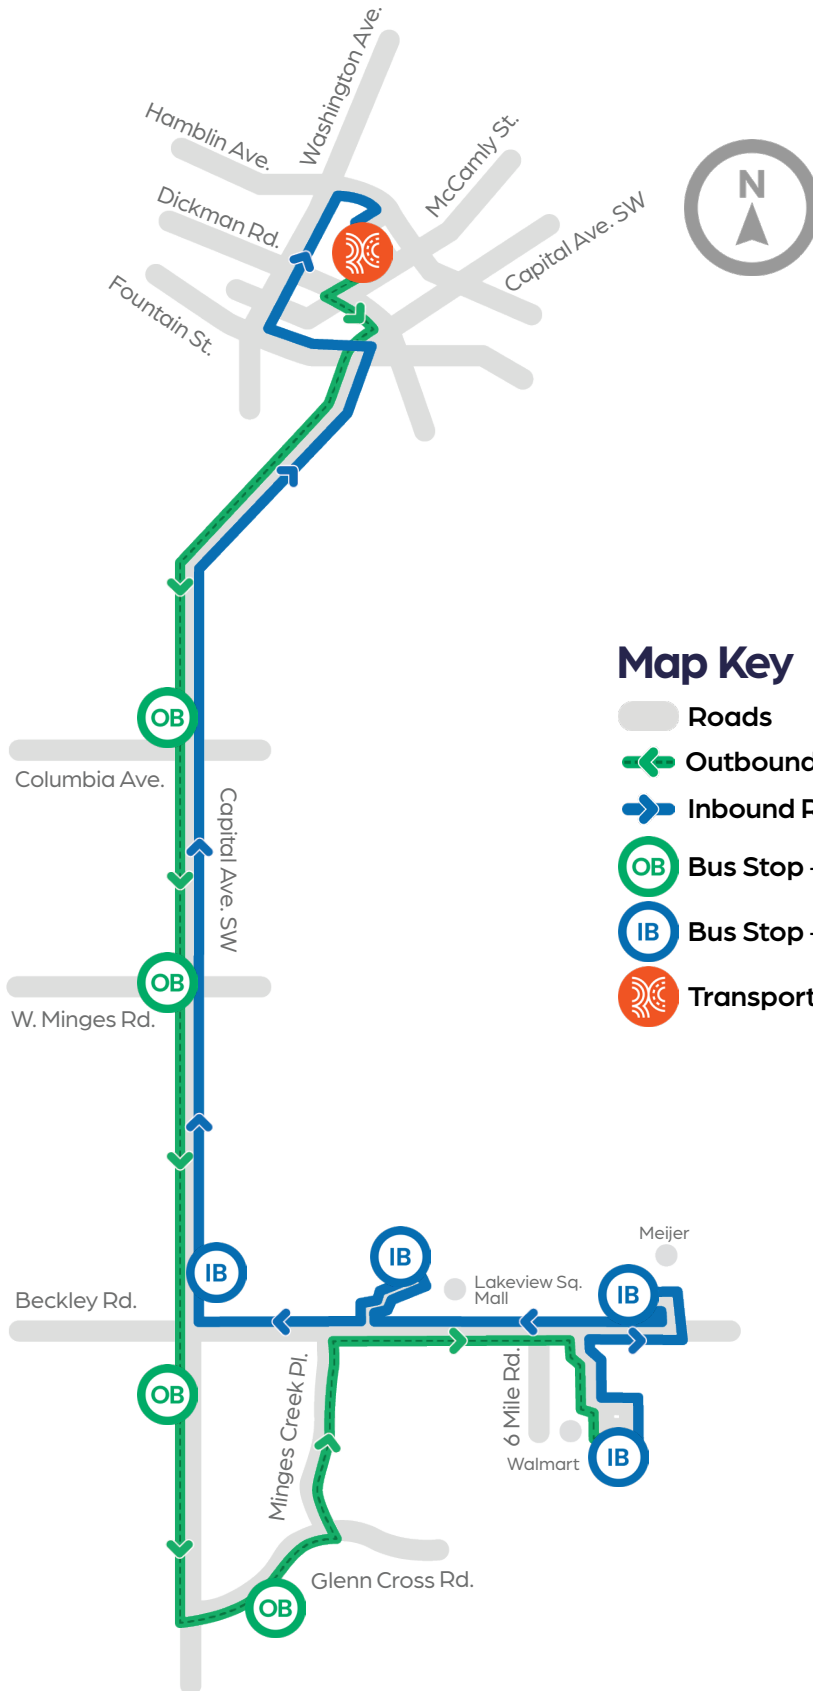 Washington Ave.
Hamblin Ave.
McCamly St.
N
Dickman Rd.
Capital Ave. SW
Fountain St.
Map Key
Roads
OB
Outbound
Columbia Ave.
Inbound R
Capital Ave. SW
OB
Bus Stop -
IB
Bus Stop -
OB
Transport
W. Minges Rd.
Meijer
IB
IB
Lakeview Sq.
Mall
IB
Beckley Rd.
OB
Minges Creek Pl.
6 Mile Rd.
Walmart
IB
Glenn Cross Rd.
OB